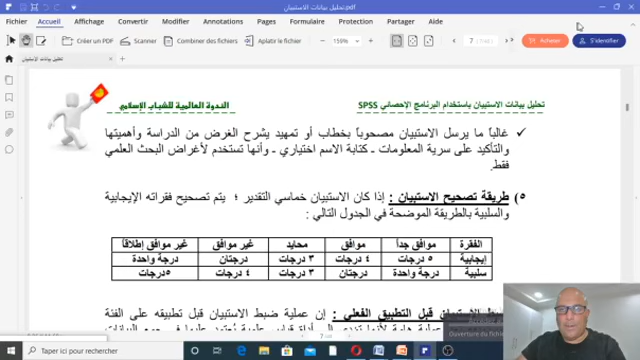 تحليل بيانات الاستبيان.pdf
Fichier Accueil Affichage Convertir Modifier Annotations Pages Formulaire Protection Partager Aide
Créer un PDF Scanner Combiner des fichiers Aplatir le fichier 159% 7 Acheter S'identifier
تحليل بيانات الاستبيان
الندوة العالمية للشباب الإسلامي
تحليل بيانات الاستبيان باستخدام البرنامج الإحصائي SPSS
✓ غالباً ما يرسل الاستبيان مصحوباً بخطاب أو تمهيد يشرح الغرض من الدراسة وأهميتها
والتأكيد على سرية المعلومات ـ كتابة الاسم اختياري ـ وأنها تستخدم لأغراض البحث العلمي
فقط.
٥) طريقة تصحيح الاستبيان : إذا كان الاستبيان خماسي التقدير ؛ يتم تصحيح فقراته الإيجابية
والسلبية بالطريقة الموضحة في الجدول التالي :
الفقرة موافق جداً موافق محايد غير موافق غير موافق إطلاقاً
إيجابية ٥ درجات ٤ درجات ٣ درجات درجتان درجة واحدة
سلبية درجة واحدة درجتان ٣ درجات ٤ درجات ٥درجات
الاستبيان قبل التطبيق الفعلي : إن عملية ضبط الاستبيان قبل تطبيقه على الفئة
Ouverture du fichier
Taper ici pour rechercher